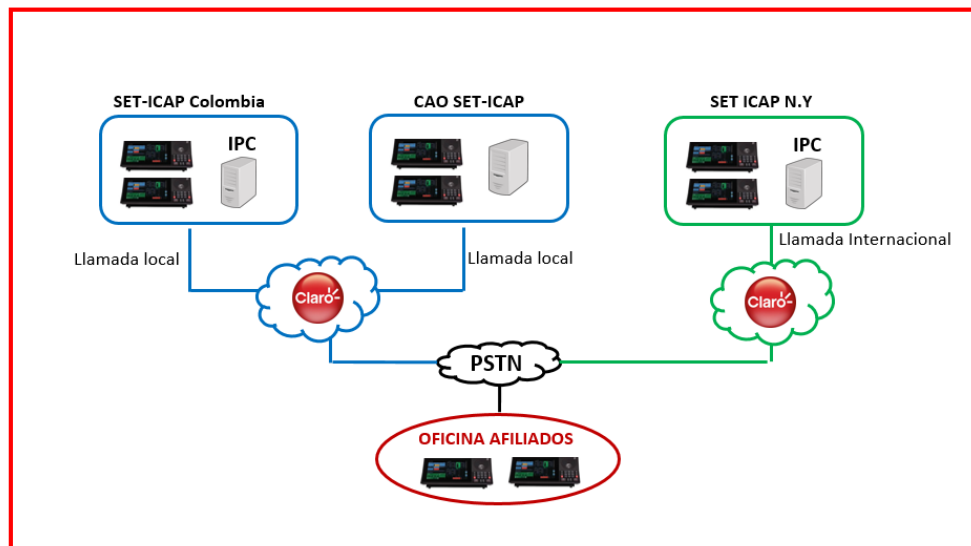 SET-ICAP Colombia
CAO SET-ICAP
SET ICAP N.Y
IPC
IPC
Llamada local
Llamada local
Llamada Internacional
Claro
Claro
PSTN
OFICINA AFILIADOS